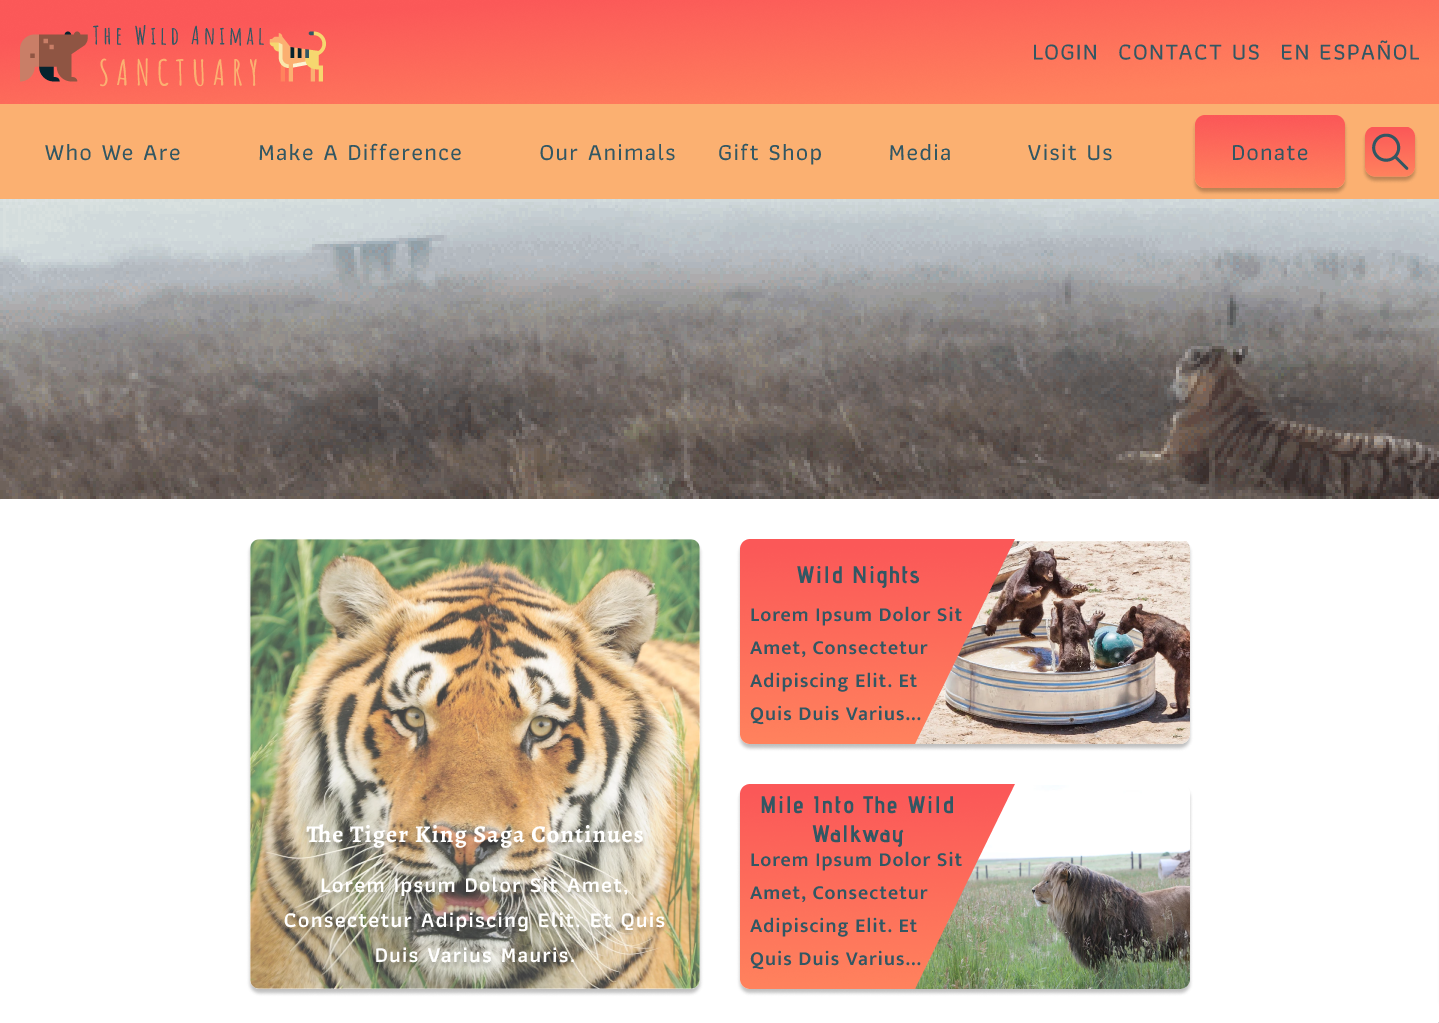 The Wild Animal
SANCTUARY
LOGIN CONTACT US EN ESPAÑOL
Who We Are Make A Difference Our Animals Gift Shop Media Visit Us Donate
The Tiger King Saga Continues
Lorem Ipsum Dolor Sit Amet,
Consectetur Adipiscing Elit. Et Quis
Duis Varius Mauris.
Wild Nights
Lorem Ipsum Dolor Sit
Amet, Consectetur
Adipiscing Elit. Et
Quis Duis Varius...
Mile Into The Wild
Walkway
Lorem Ipsum Dolor Sit
Amet, Consectetur
Adipiscing Elit. Et
Quis Duis Varius...